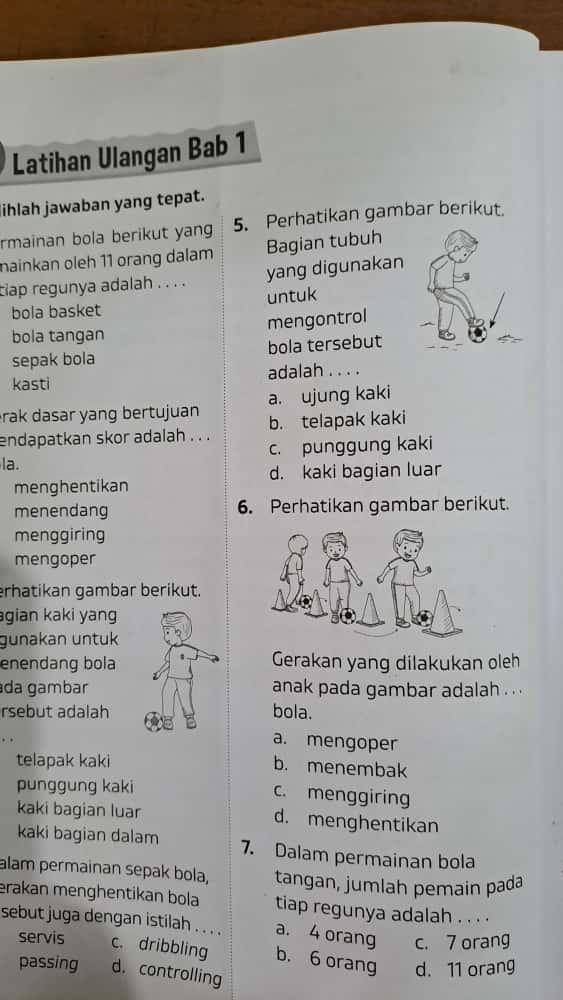 Latihan Ulangan Bab 1
ihlah jawaban yang tepat.
rmainan bola berikut yang
nainkan oleh 11 orang dalam
tiap regunya adalah . . . .
bola basket
bola tangan
sepak bola
kasti
rak dasar yang bertujuan
endapatkan skor adalah . . .
la.
menghentikan
menendang
menggiring
mengoper
erhatikan gambar berikut.
agian kaki yang
gunakan untuk
enendang bola
ada gambar
rsebut adalah
. .
telapak kaki
punggung kaki
kaki bagian luar
kaki bagian dalam
alam permainan sepak bola,
erakan menghentikan bola
sebut juga dengan istilah . . . .
servis c. dribbling
passing d. controlling
5. Perhatikan gambar berikut.
Bagian tubuh
yang digunakan
untuk
mengontrol
bola tersebut
adalah . . . .
a. ujung kaki
b. telapak kaki
c. punggung kaki
d. kaki bagian luar
6. Perhatikan gambar berikut.
Gerakan yang dilakukan oleh
anak pada gambar adalah . . .
bola.
a. mengoper
b. menembak
c. menggiring
d. menghentikan
7. Dalam permainan bola
tangan, jumlah pemain pada
tiap regunya adalah . . . .
a. 4 orang c. 7 orang
b. 6 orang d. 11 orang